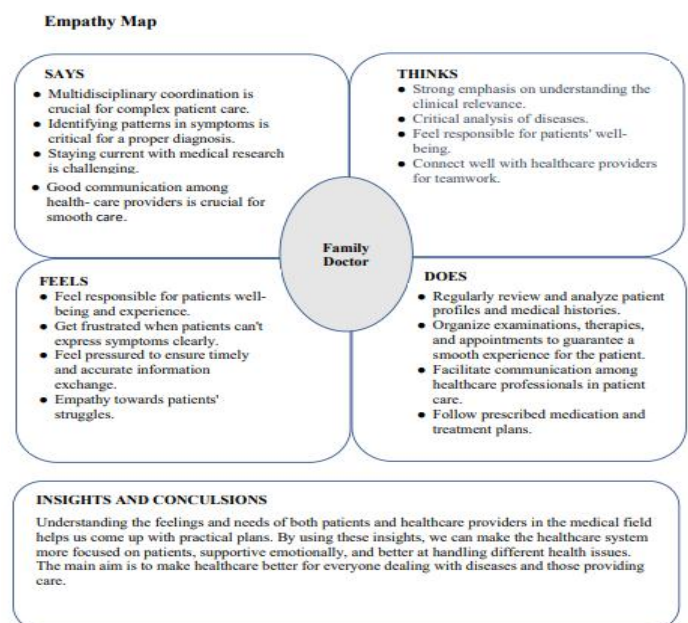 Empathy Map
SAYS
● Multidisciplinary coordination is
crucial for complex patient care.
● Identifying patterns in symptoms is
critical for a proper diagnosis.
● Staying current with medical research
is challenging.
● Good communication among
health- care providers is crucial for
smooth care.
THINKS
● Strong emphasis on understanding the
clinical relevance.
● Critical analysis of diseases.
● Feel responsible for patients' well-
being.
● Connect well with healthcare providers
for teamwork.
Family
Doctor
FEELS
● Feel responsible for patients well-
being and experience.
● Get frustrated when patients can't
express symptoms clearly.
● Feel pressured to ensure timely
and accurate information
exchange.
● Empathy towards patients'
struggles.
DOES
● Regularly review and analyze patient
profiles and medical histories.
● Organize examinations, therapies,
and appointments to guarantee a
smooth experience for the patient.
● Facilitate communication among
healthcare professionals in patient
care.
● Follow prescribed medication and
treatment plans.
INSIGHTS AND CONCULSIONS
Understanding the feelings and needs of both patients and healthcare providers in the medical field
helps us come up with practical plans. By using these insights, we can make the healthcare system
more focused on patients, supportive emotionally, and better at handling different health issues.
The main aim is to make healthcare better for everyone dealing with diseases and those providing
care.